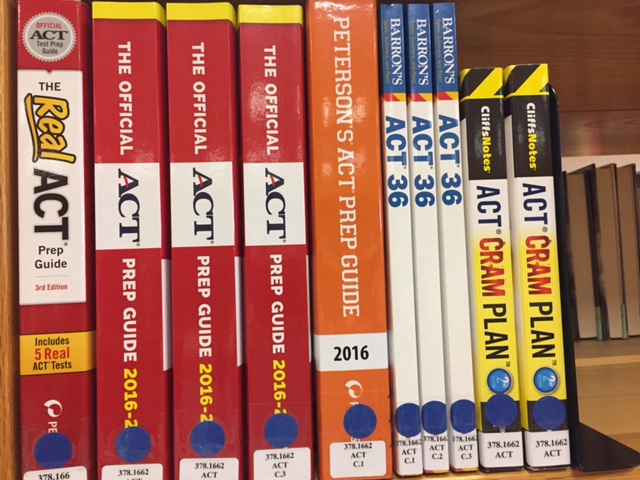 OFFICIAL
ACT
Test Prep
Guide
THE
Real
ACT
Prep
Guide
3rd Edition
Includes
5 Real
ACT Tests
378.166
THE OFFICIAL ACT PREP GUIDE 2016-2
378.1662
ACT
THE OFFICIAL ACT PREP GUIDE 2016-2
378.1662
ACT
THE OFFICIAL ACT PREP GUIDE 2016-2
378.1662
ACT
C.3
PETERSON'S ACT PREP GUIDE
2016
378.1662
ACT
C.1
BARRON'S
ACT 36
378.1662
ACT
C.1
BARRON'S
ACT 36
378.1662
ACT
C.2
BARRON'S
ACT 36
378.1662
ACT
C.3
CliffsNotes
ACT CRAM PLAN™
2
378.1662
ACT
CliffsNotes
ACT® CRAM PLAN™
2
378.1662
ACT